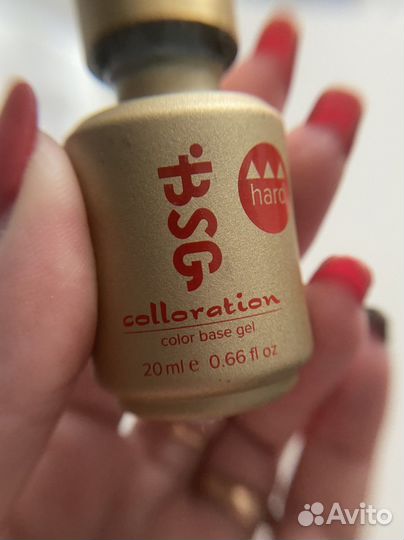 BSG
hard
colloration
color base gel
20 ml e 0.66 fl oz
Avito